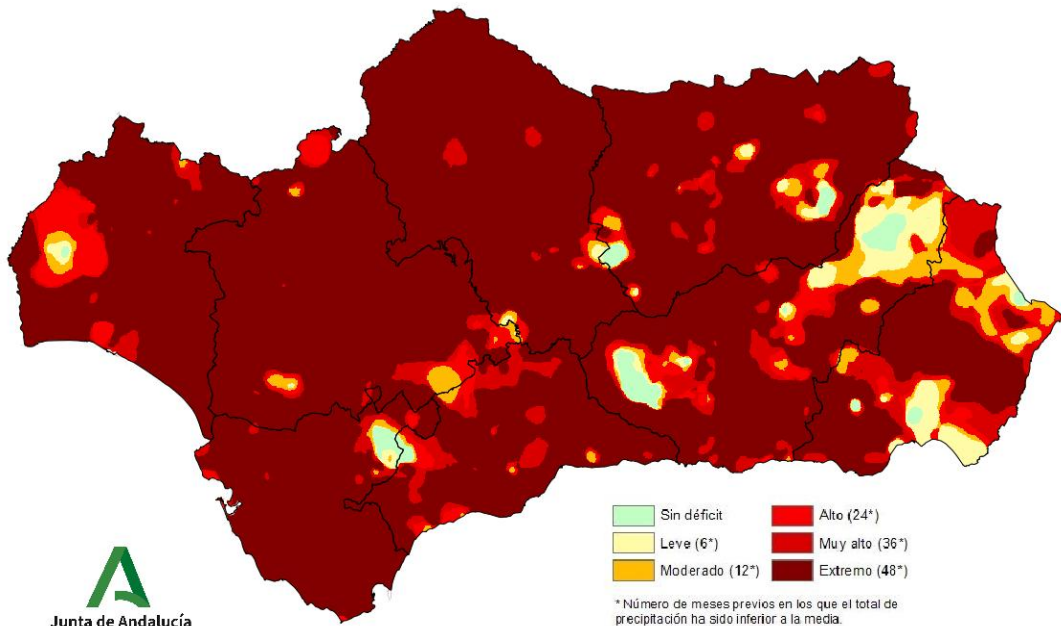 Sin déficit
Leve (6*)
Moderado (12*)
Alto (24*)
Muy alto (36*)
Extremo (48*)
* Número de meses previos en los que el total de
precipitación ha sido inferior a la media.
Junta de Andalucía